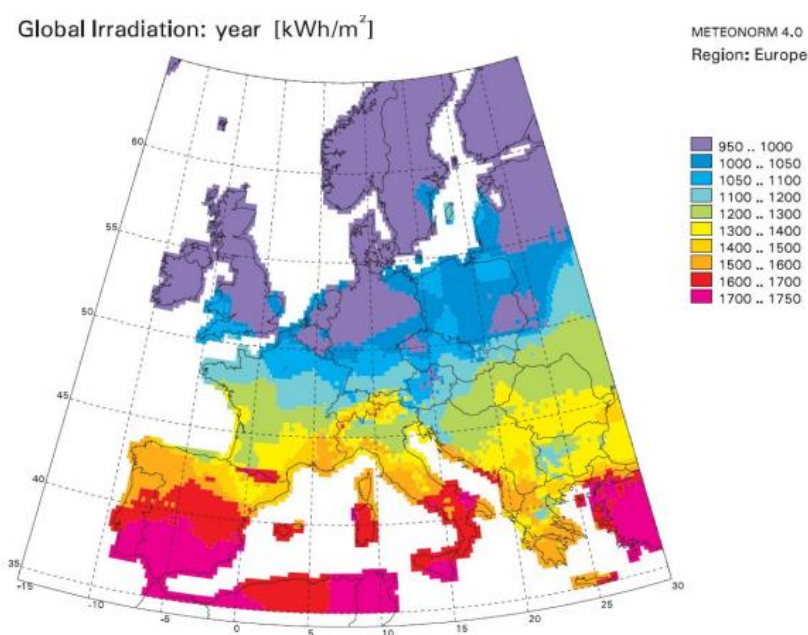 Global Irradiation: year [kWh/m²]
METEONORM 4.0
Region: Europe
950 .. 1000
1000 .. 1050
1050 .. 1100
1100 .. 1200
1200 .. 1300
1300 .. 1400
1400 .. 1500
1500 .. 1600
1600 .. 1700
1700 .. 1750
60
55
50
45
40
35
-15
-10
-5
0
5
10
15
20
25
30